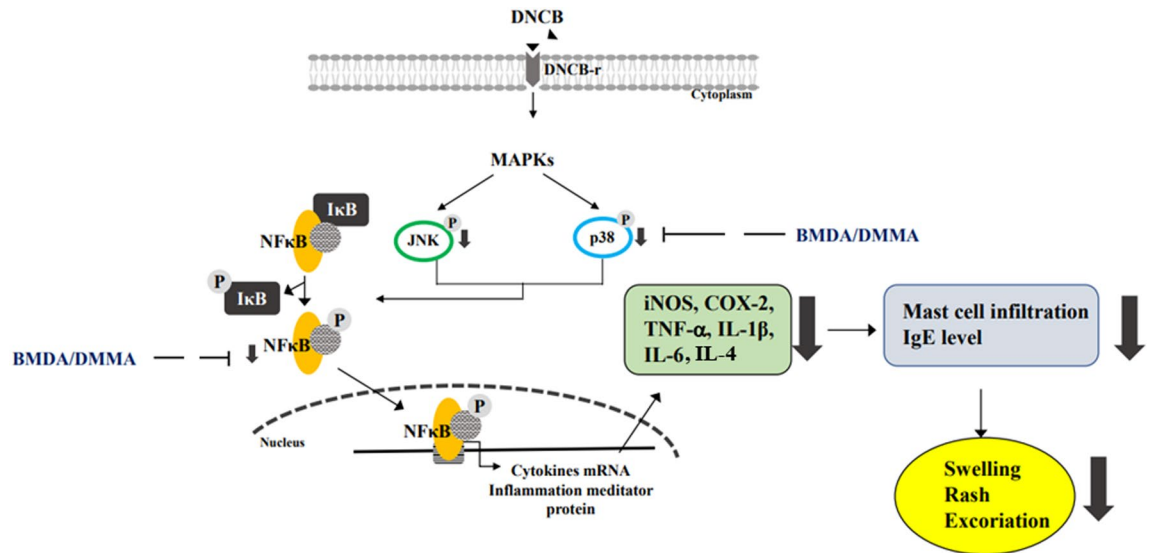 DNCB
DNCB-r
Cytoplasm
MAPKs
IκB
NFκB
P
JNK
P
p38
BMDA/DMMA
P
IκB
P
NFκB
BMDA/DMMA
iNOS, COX-2,
TNF-α, IL-1β,
IL-6, IL-4
Mast cell infiltration
IgE level
P
NFκB
Nucleus
Cytokines mRNA
Inflammation meditator
protein
Swelling
Rash
Excoriation